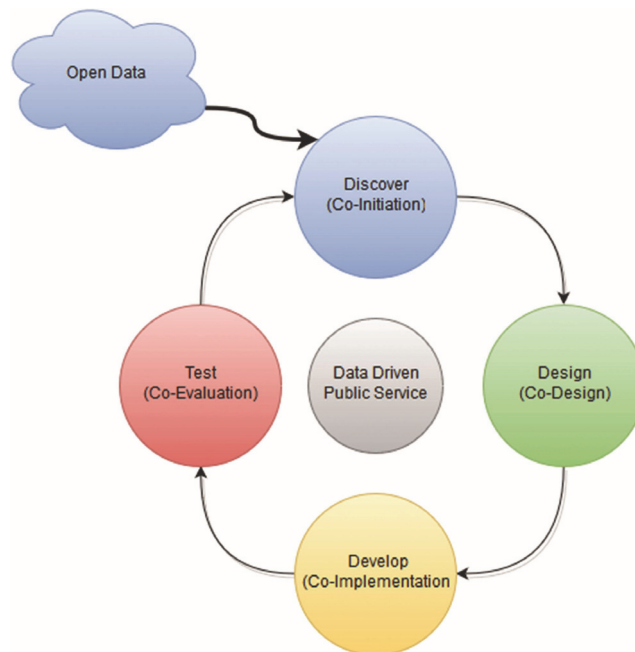 Open Data
Discover
(Co-Initiation)
Test
(Co-Evaluation)
Data Driven
Public Service
Design
(Co-Design)
Develop
(Co-Implementation